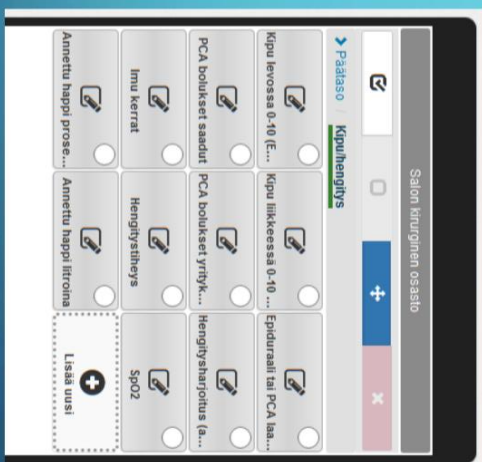 Salon kirurginen osasto
Päätaso / Kipu/hengitys
Kipu levossa 0-10 (E...
Kipu liikkeessä 0-10 ...
Epiduraali tai PCA laa...
PCA bolukset saadut
PCA bolukset yrityk...
Hengitysharjoitus (a...
Imu kerrat
Hengitystiheys
SpO2
Annettu happi prose...
Annettu happi litroina
Lisää uusi